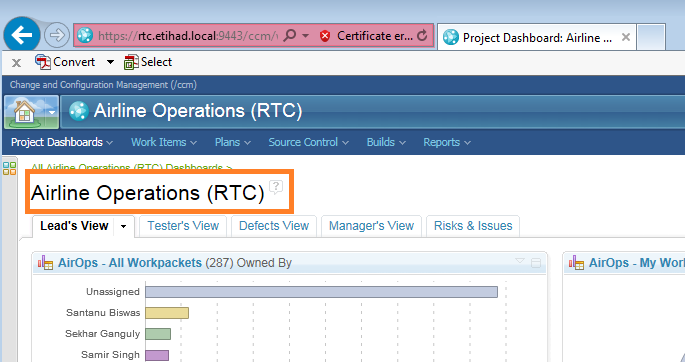 https://rtc.etihad.local:9443/ccm/
Certificate er...
Project Dashboard: Airline ...
Convert
Select
Change and Configuration Management (/ccm)
Airline Operations (RTC)
Project Dashboards
Work Items
Plans
Source Control
Builds
Reports
All Airline Operations (RTC) Dashboards >
Airline Operations (RTC) ?
Lead's View
Tester's View
Defects View
Manager's View
Risks & Issues
AirOps - All Workpackets (287) Owned By
AirOps - My Work
Unassigned
Santanu Biswas
Sekhar Ganguly
Samir Singh